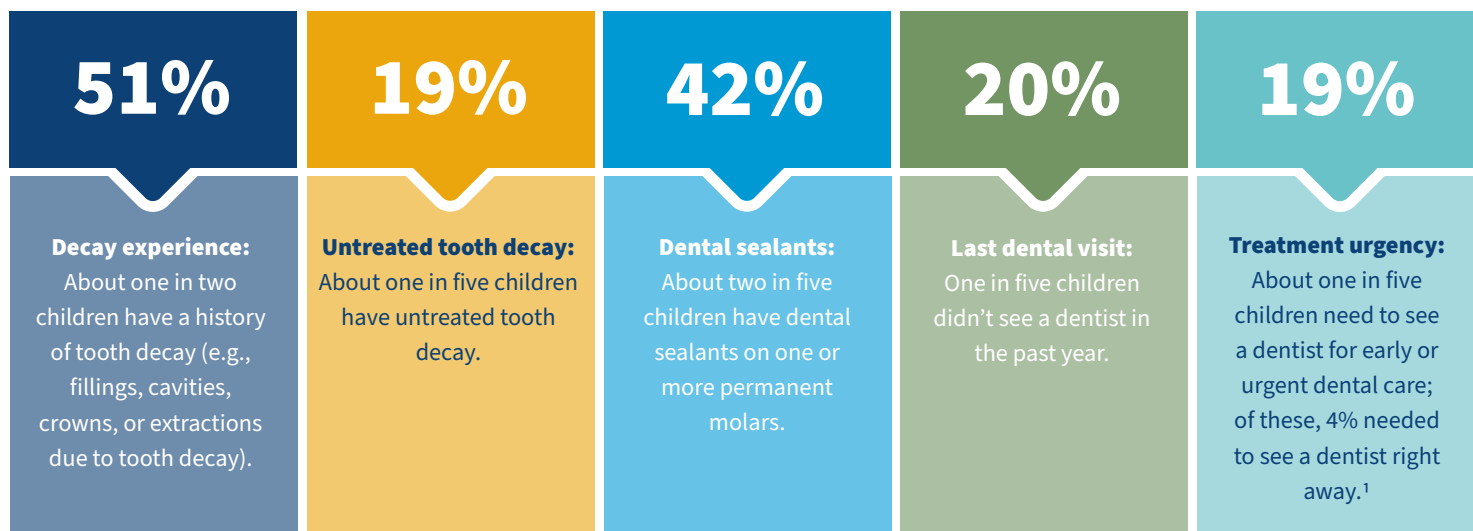 51%
Decay experience:
About one in two
children have a history
of tooth decay (e.g.,
fillings, cavities,
crowns, or extractions
due to tooth decay).
19%
Untreated tooth decay:
About one in five children
have untreated tooth
decay.
42%
Dental sealants:
About two in five
children have dental
sealants on one or
more permanent
molars.
20%
Last dental visit:
One in five children
didn’t see a dentist in
the past year.
19%
Treatment urgency:
About one in five
children need to see
a dentist for early or
urgent dental care;
of these, 4% needed
to see a dentist right
away.¹